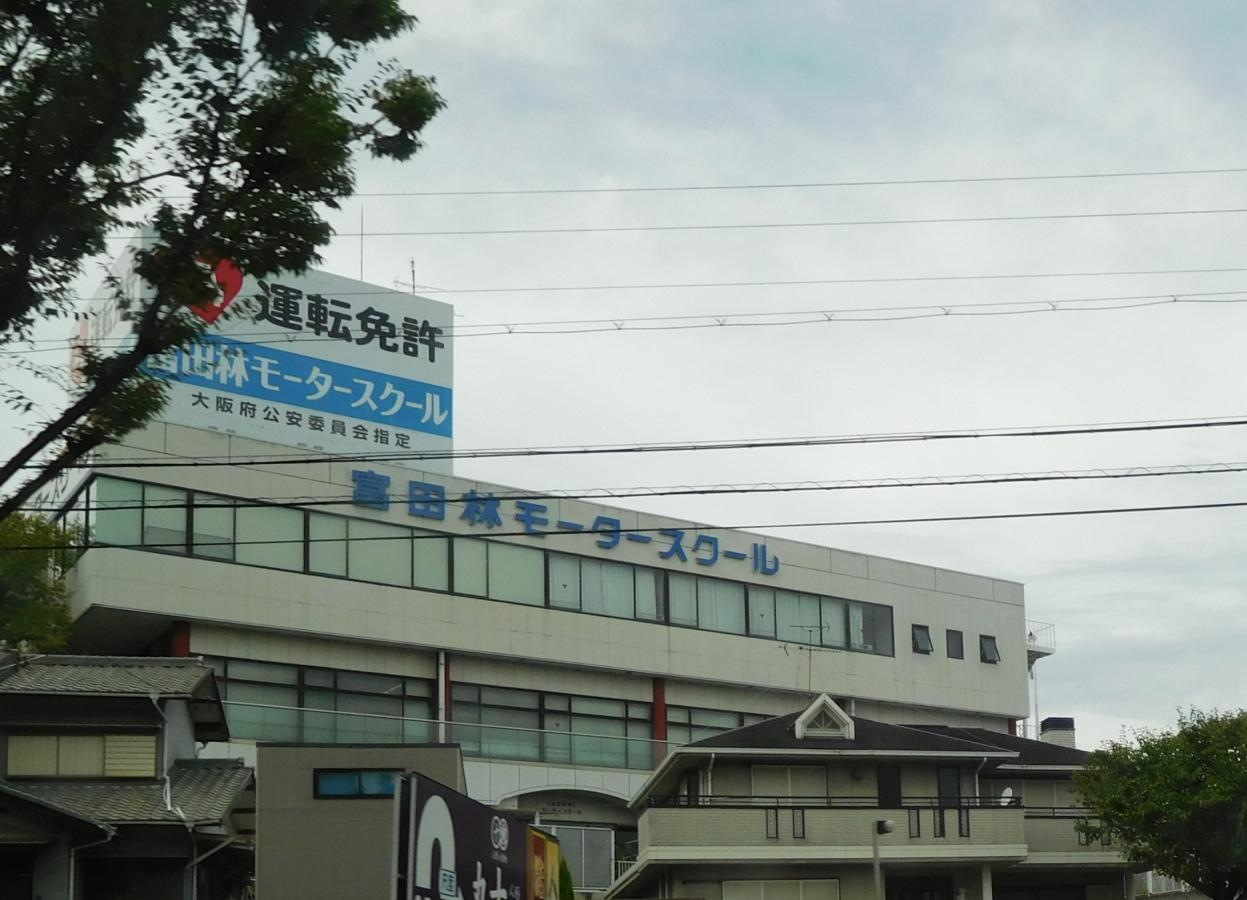 運転免許
富田林モータースクール
大阪府公安委員会指定
富田林モータースクール